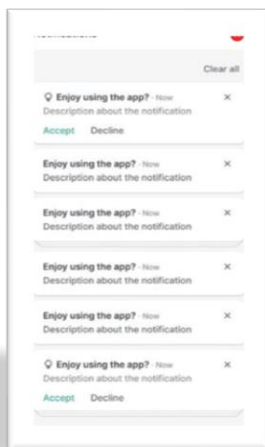 Clear all
Enjoy using the app? · Now ×
Description about the notification
Accept Decline
Enjoy using the app? · Now ×
Description about the notification
Enjoy using the app? · Now ×
Description about the notification
Enjoy using the app? · Now ×
Description about the notification
Enjoy using the app? · Now ×
Description about the notification
Enjoy using the app? · Now ×
Description about the notification
Accept Decline